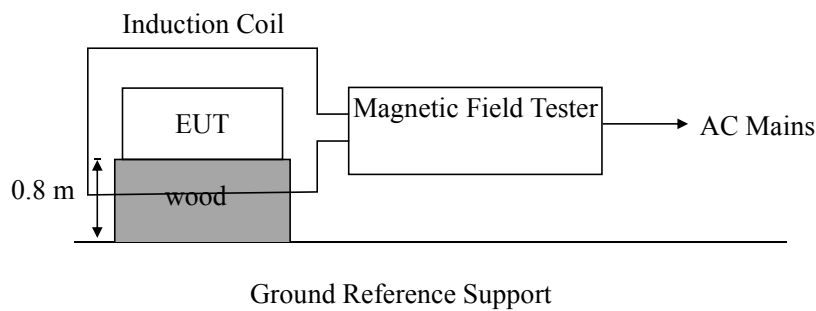 Induction Coil
EUT
Magnetic Field Tester
AC Mains
0.8 m
wood
Ground Reference Support